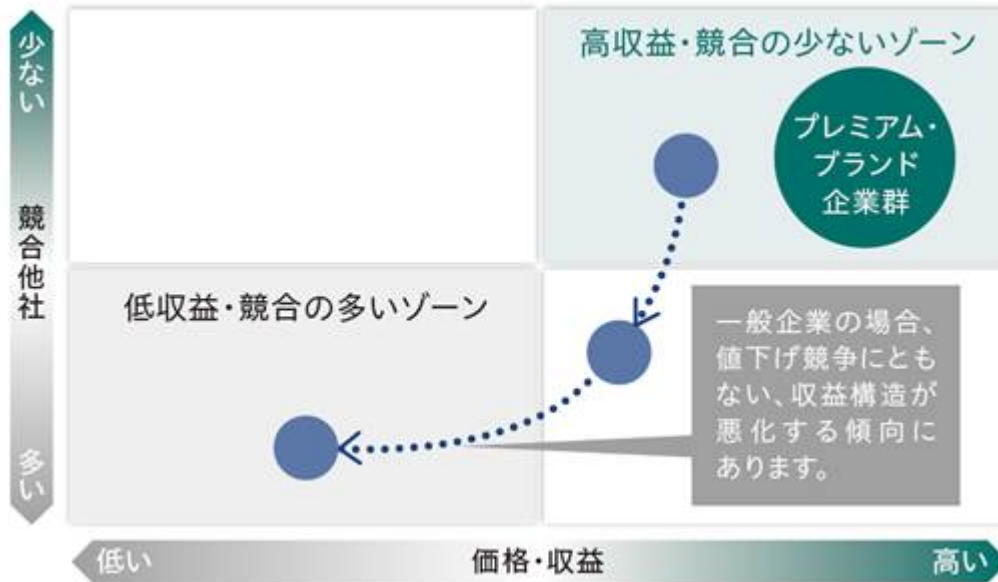 少ない
競合他社
多い
高収益・競合の少ないゾーン
プレミアム・
ブランド
企業群
低収益・競合の多いゾーン
一般企業の場合、
値下げ競争にとも
ない、収益構造が
悪化する傾向に
あります。
低い
価格・収益
高い